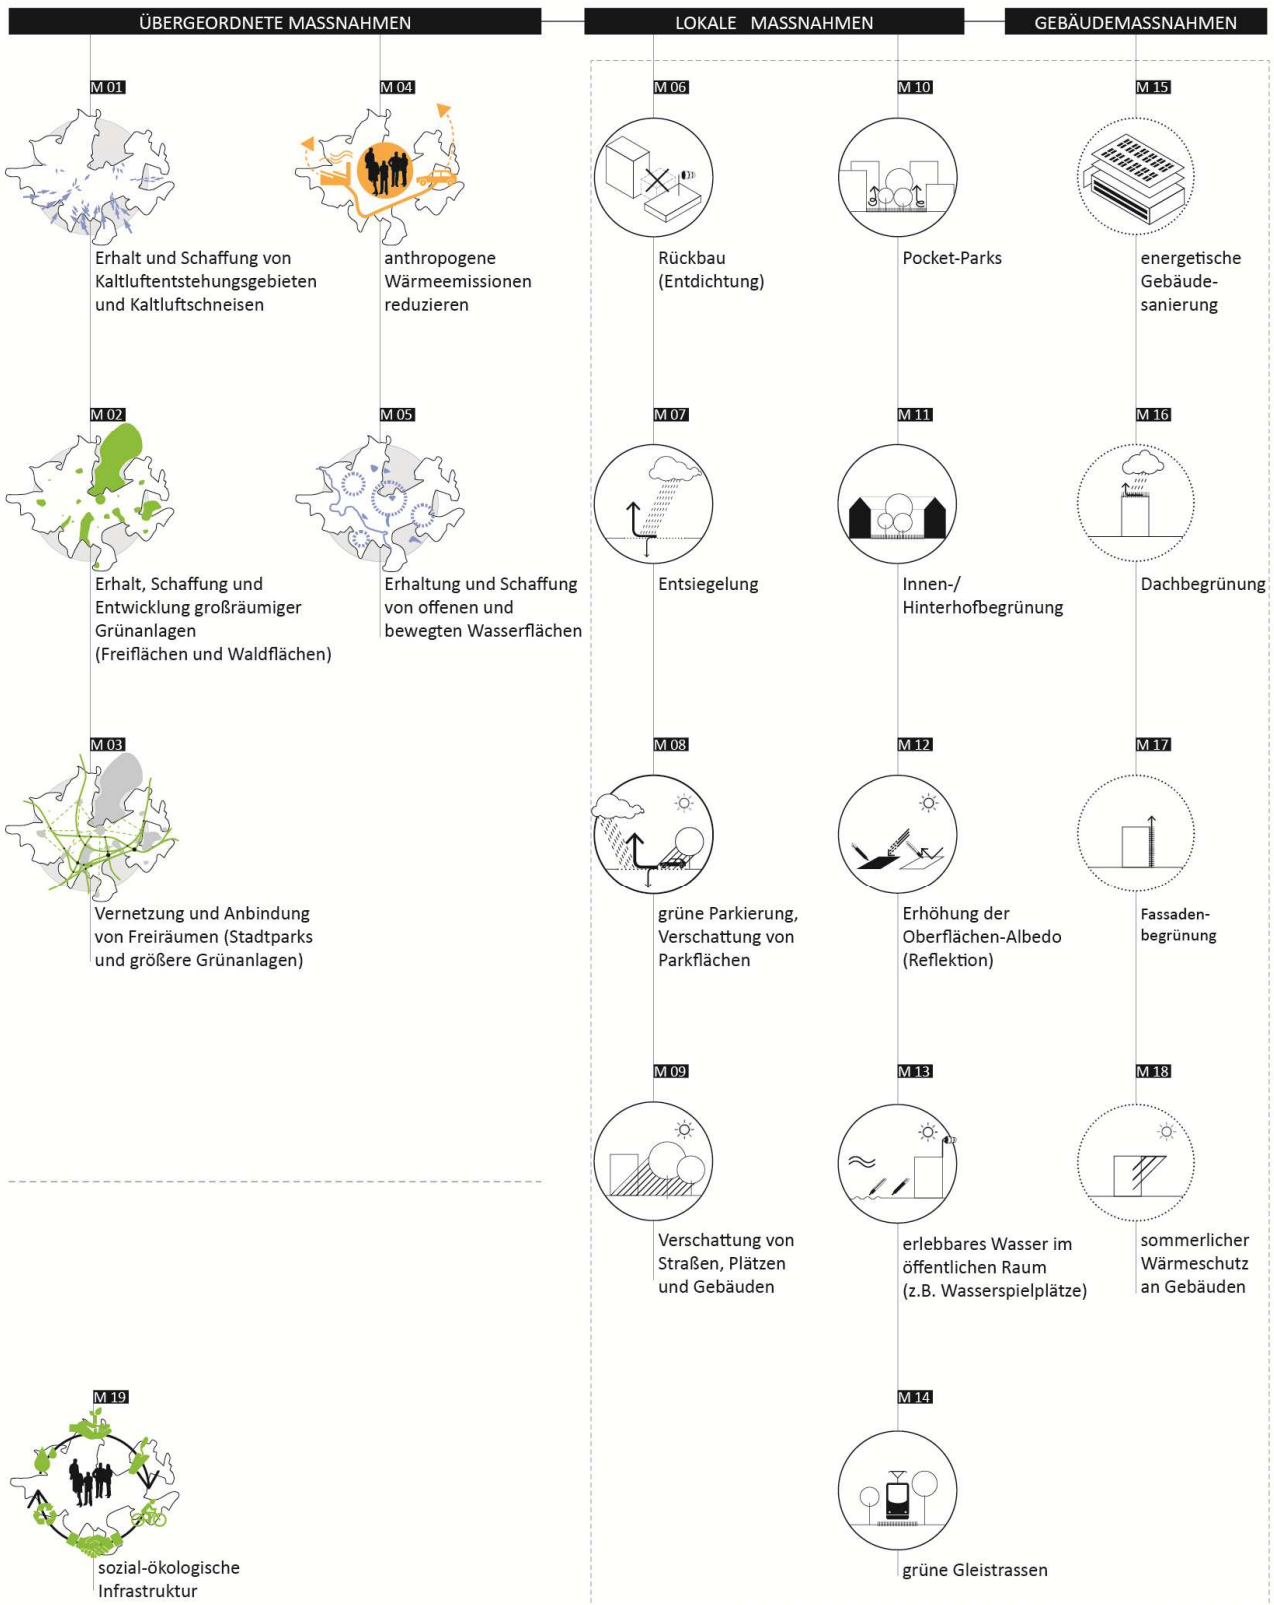 ÜBERGEORDNETE MASSNAHMEN
LOKALE MASSNAHMEN
GEBÄUDEMASSNAHMEN
M 01
Erhalt und Schaffung von
Kaltluftentstehungsgebieten
und Kaltluftschneisen
M 02
Erhalt, Schaffung und
Entwicklung großräumiger
Grünanlagen
(Freiflächen und Waldflächen)
M 03
Vernetzung und Anbindung
von Freiräumen (Stadtparks
und größere Grünanlagen)
M 04
anthropogene
Wärmeemissionen
reduzieren
M 05
Erhaltung und Schaffung
von offenen und
bewegten Wasserflächen
M 06
Rückbau
(Entdichtung)
M 07
Entsiegelung
M 08
grüne Parkierung,
Verschattung von
Parkflächen
M 09
Verschattung von
Straßen, Plätzen
und Gebäuden
M 10
Pocket-Parks
M 11
Innen-/
Hinterhofbegrünung
M 12
Erhöhung der
Oberflächen-Albedo
(Reflektion)
M 13
erlebbares Wasser im
öffentlichen Raum
(z.B. Wasserspielplätze)
M 14
grüne Gleistrassen
M 15
energetische
Gebäude-
sanierung
M 16
Dachbegrünung
M 17
Fassaden-
begrünung
M 18
sommerlicher
Wärmeschutz
an Gebäuden
M 19
sozial-ökologische
Infrastruktur